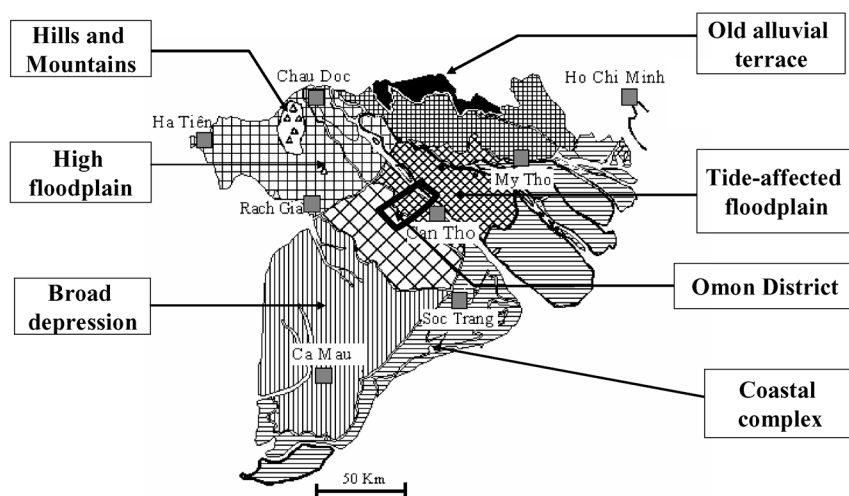 Hills and
Mountains
Old alluvial
terrace
Chau Doc
Ho Chi Minh
Ha Tiên
High
floodplain
My Tho
Tide-affected
floodplain
Rach Gia
Can Tho
Broad
depression
Omon District
Soc Trang
Ca Mau
Coastal
complex
50 Km